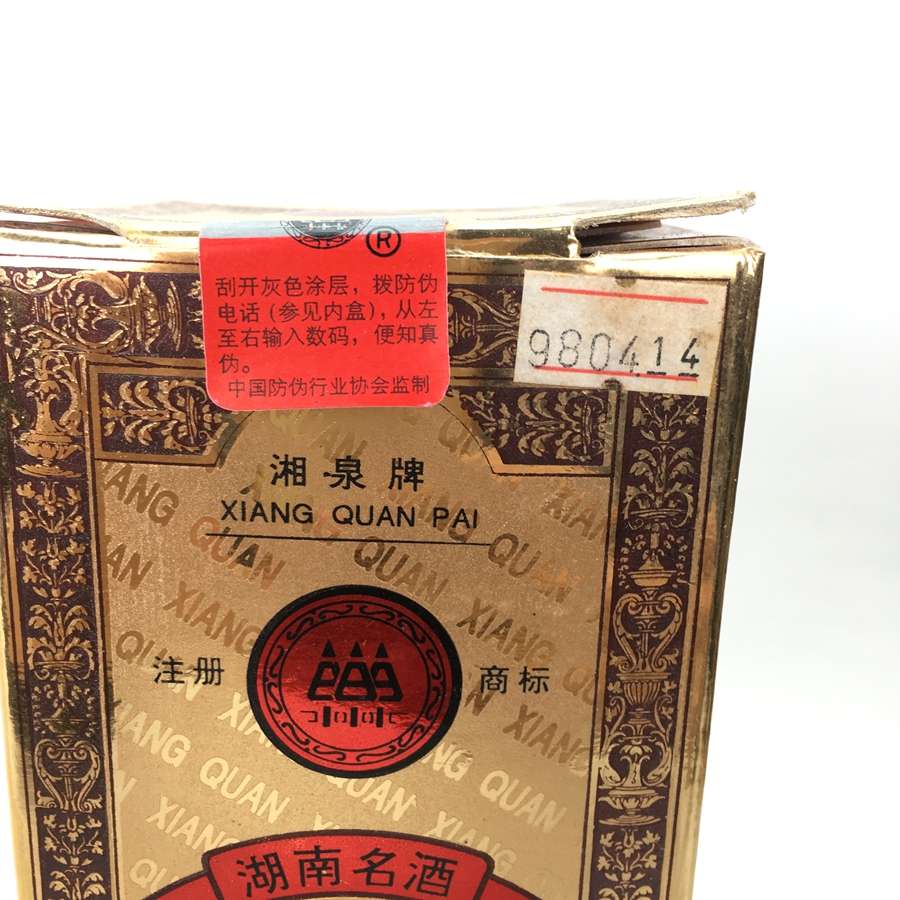 ®
刮开灰色涂层，拨防伪
电话(参见内盒)，从左
至右输入数码，便知真
伪。
中国防伪行业协会监制
980414
湘泉牌
XIANG QUAN PAI
注册 商标
湖南名酒